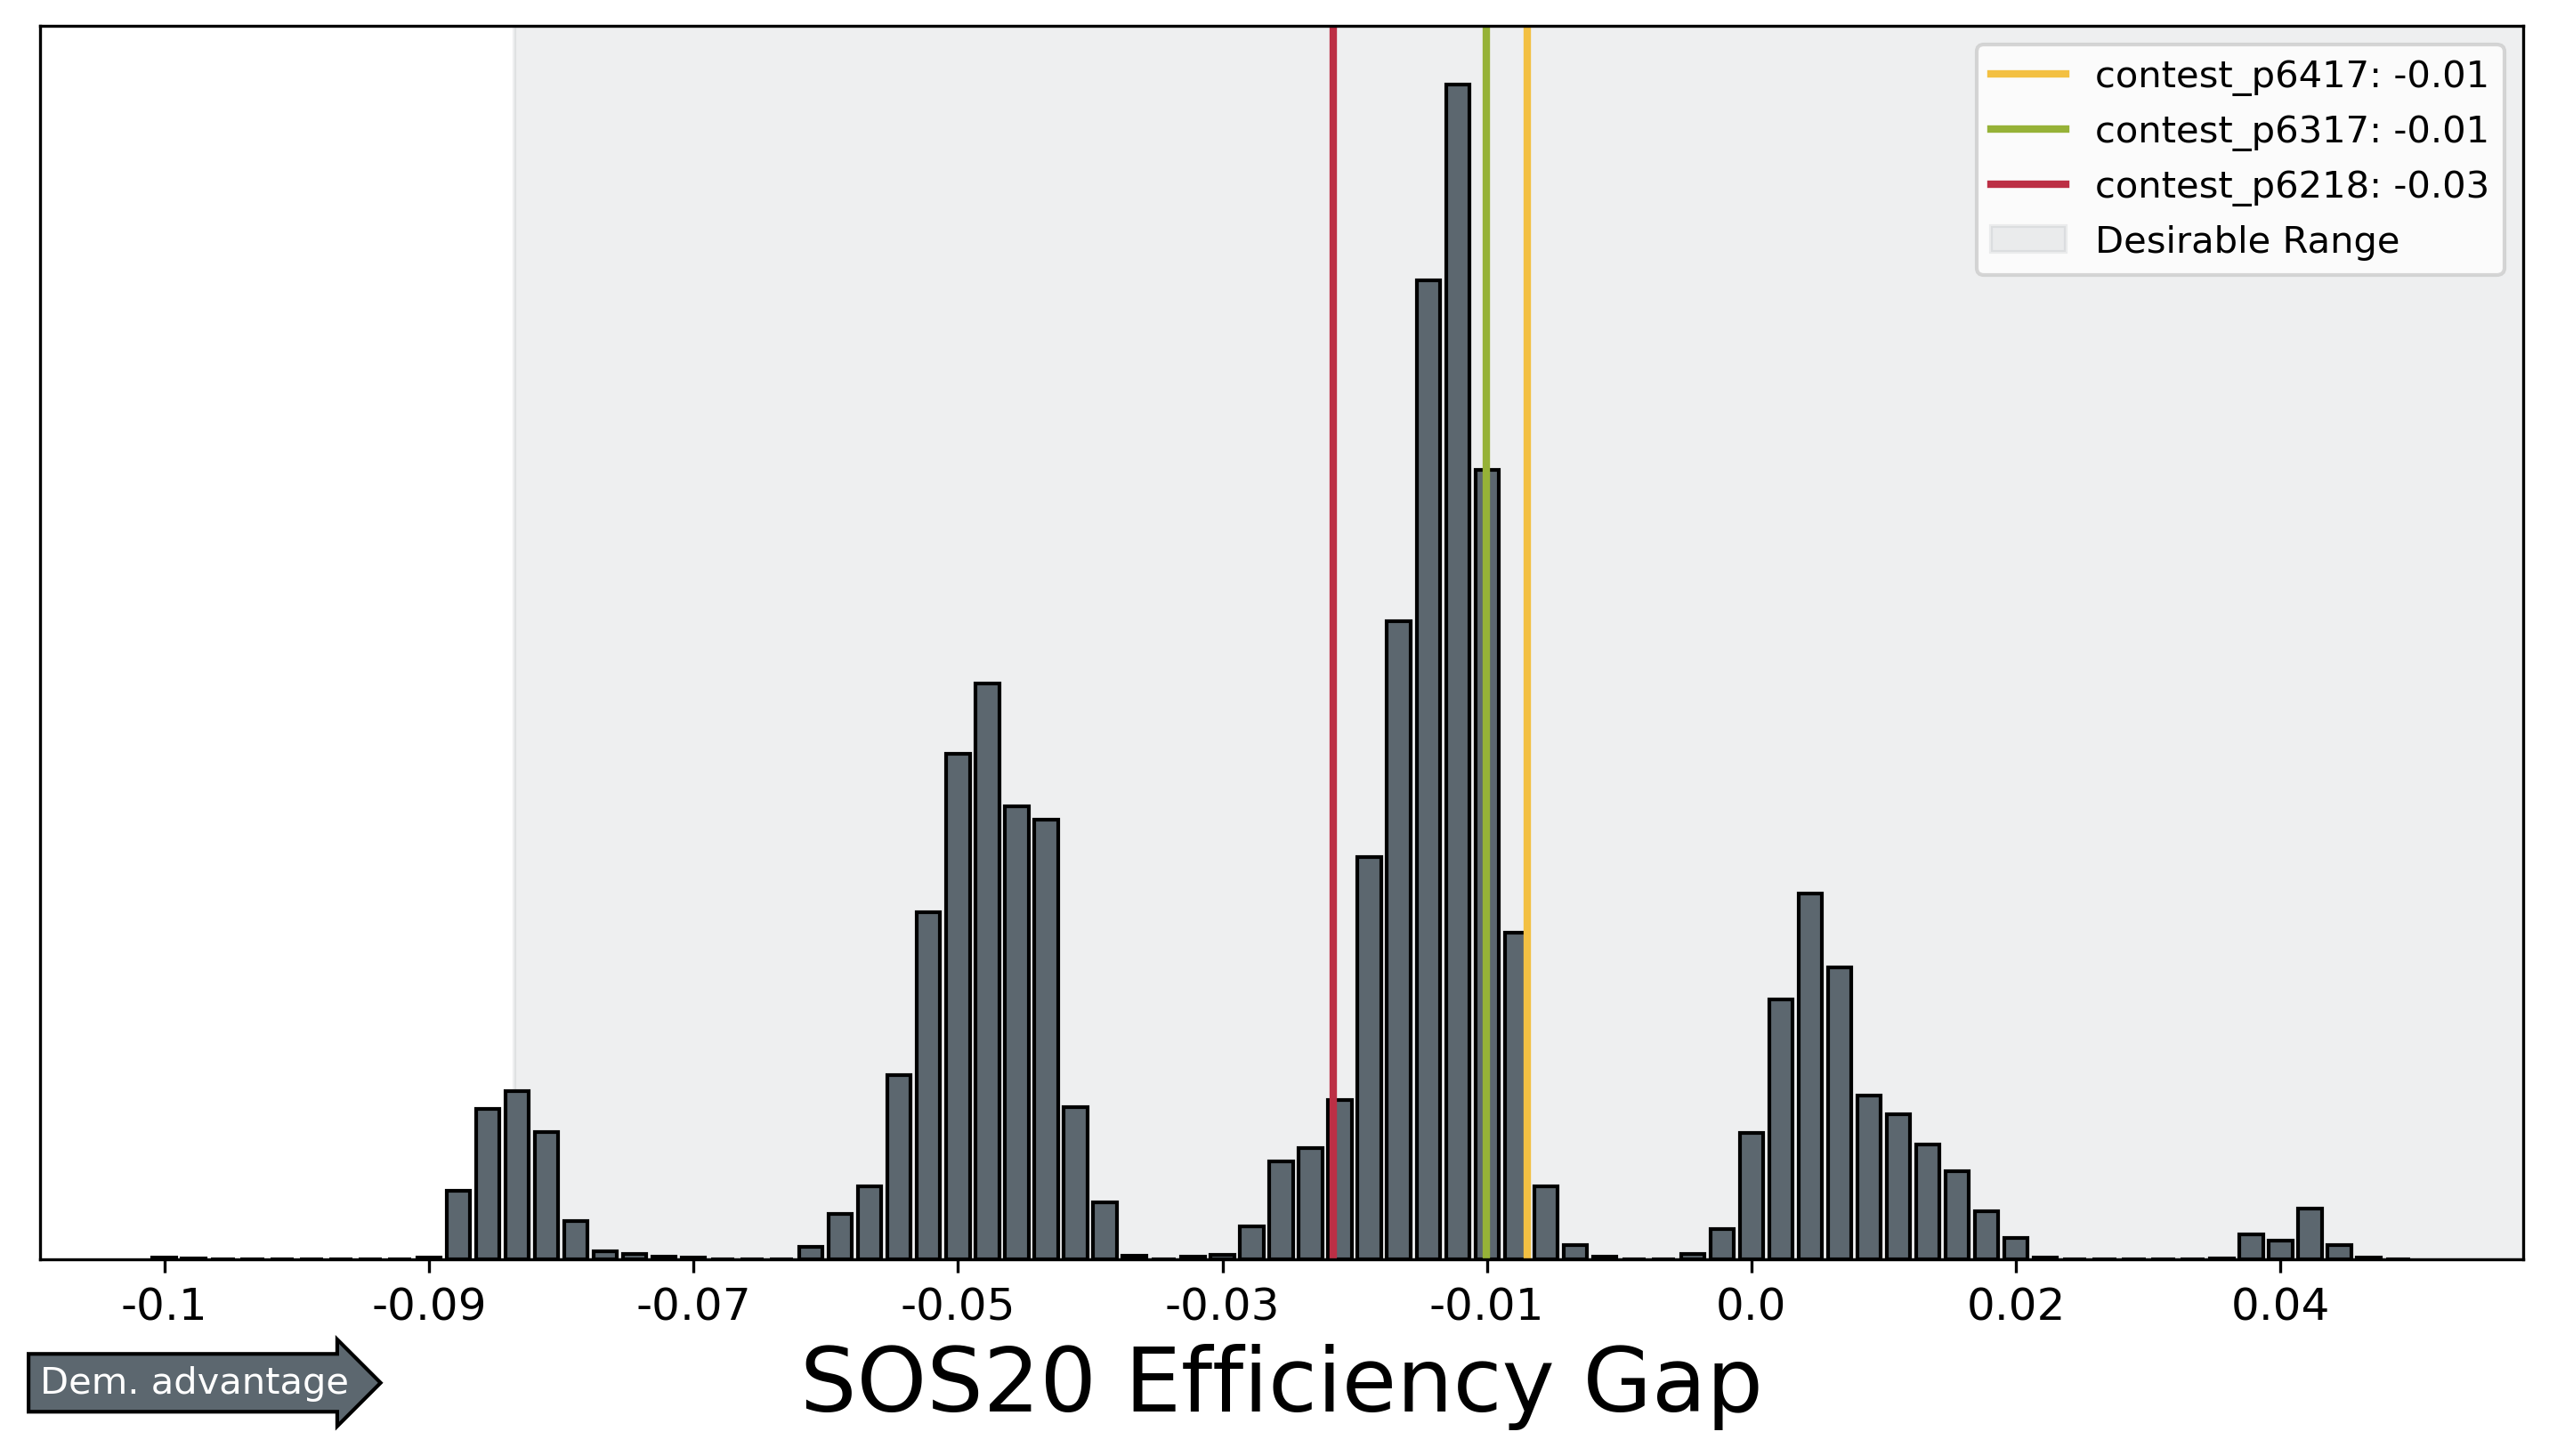 contest_p6417: -0.01
contest_p6317: -0.01
contest_p6218: -0.03
Desirable Range
-0.1 -0.09 -0.07 -0.05 -0.03 -0.01 0.0 0.02 0.04
Dem. advantage
SOS20 Efficiency Gap